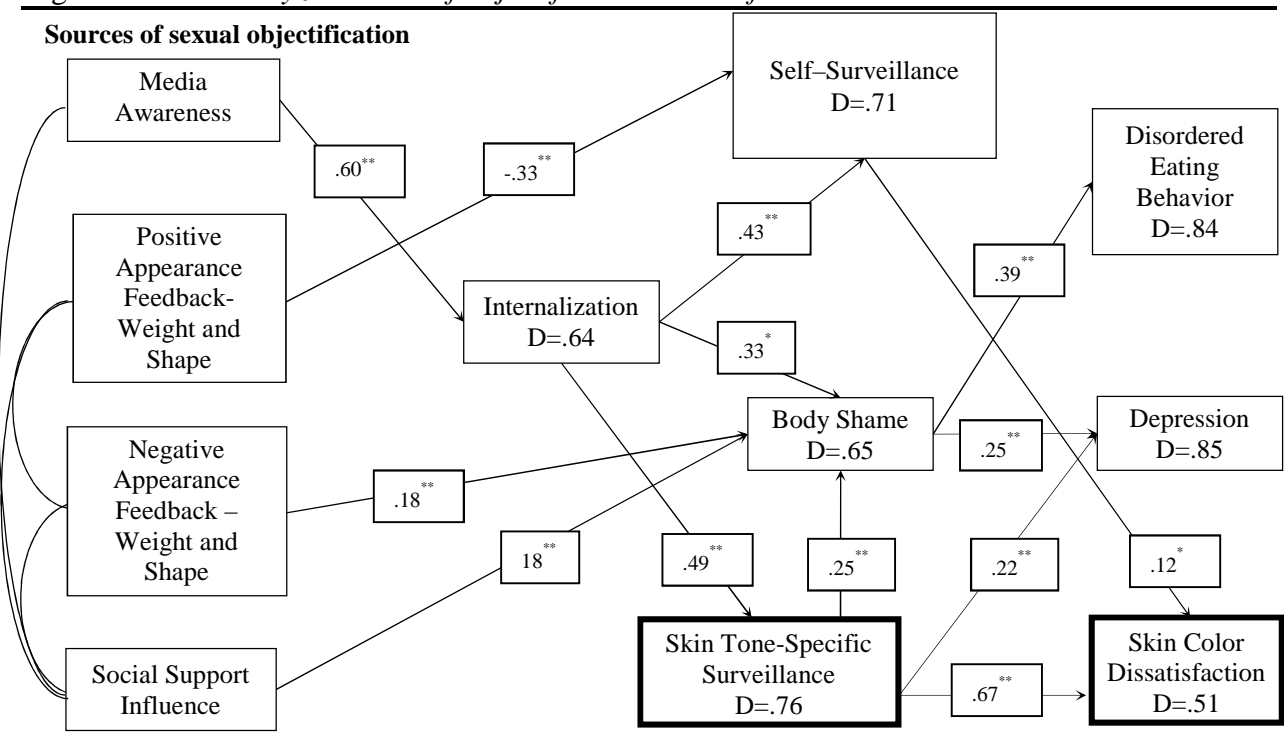 Sources of sexual objectification
Media
Awareness
Self–Surveillance
D=.71
Disordered
Eating
Behavior
D=.84
.60**
-.33**
Positive
Appearance
Feedback-
Weight and
Shape
.43**
.39**
Internalization
D=.64
.33*
Body Shame
D=.65
Depression
D=.85
.25**
Negative
Appearance
Feedback –
Weight and
Shape
.18**
18**
.49**
.25**
.22**
.12*
Social Support
Influence
Skin Tone-Specific
Surveillance
D=.76
.67**
Skin Color
Dissatisfaction
D=.51